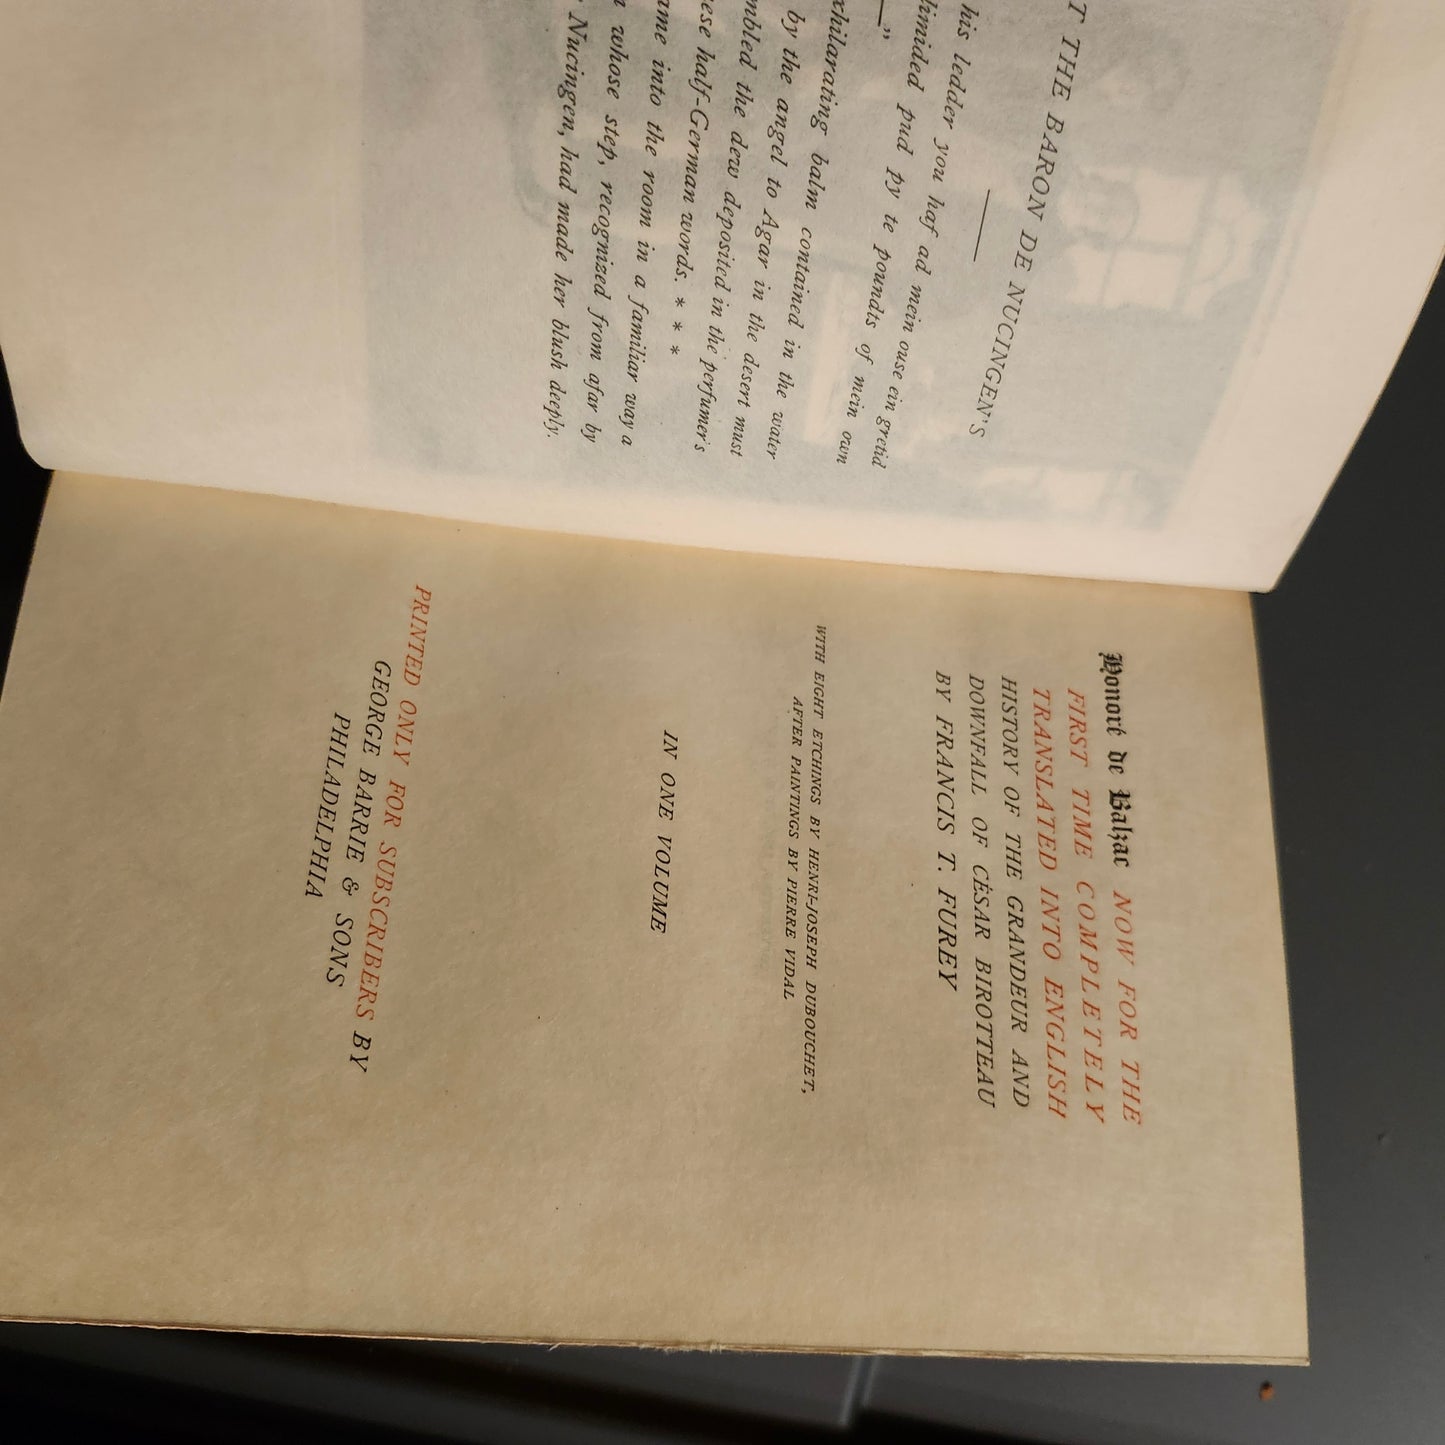 T THE BARON DE NUCINGEN'S
his ledder you haf ad mein ouse ein gretid
limided pud py te poundts of mein own
—"
xhilarating balm contained in the water
by the angel to Agar in the desert must
mbled the dew deposited in the perfumer's
ese half-German words. * * *
ame into the room in a familiar way a
whose step, recognized from afar by
Nucingen, had made her blush deeply.
Honoré de Balzac NOW FOR THE
FIRST TIME COMPLETELY
TRANSLATED INTO ENGLISH
HISTORY OF THE GRANDEUR AND
DOWNFALL OF CÉSAR BIROTTEAU
BY FRANCIS T. FUREY
WITH EIGHT ETCHINGS BY HENRI-JOSEPH DUBOUCHET,
AFTER PAINTINGS BY PIERRE VIDAL
IN ONE VOLUME
PRINTED ONLY FOR SUBSCRIBERS BY
GEORGE BARRIE & SONS
PHILADELPHIA